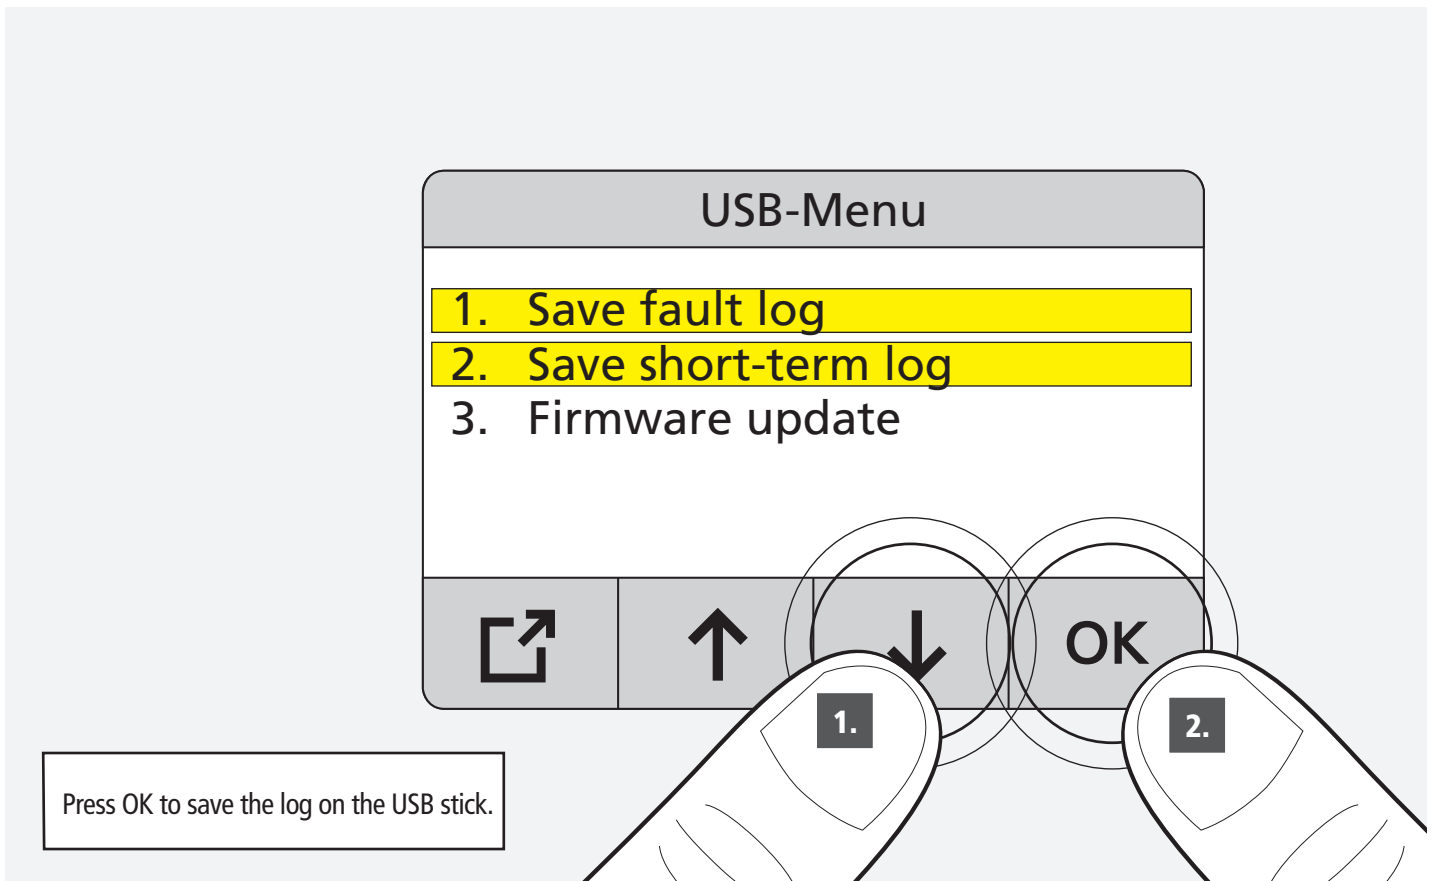 USB-Menu
1. Save fault log
2. Save short-term log
3. Firmware update
OK
1.
2.
Press OK to save the log on the USB stick.